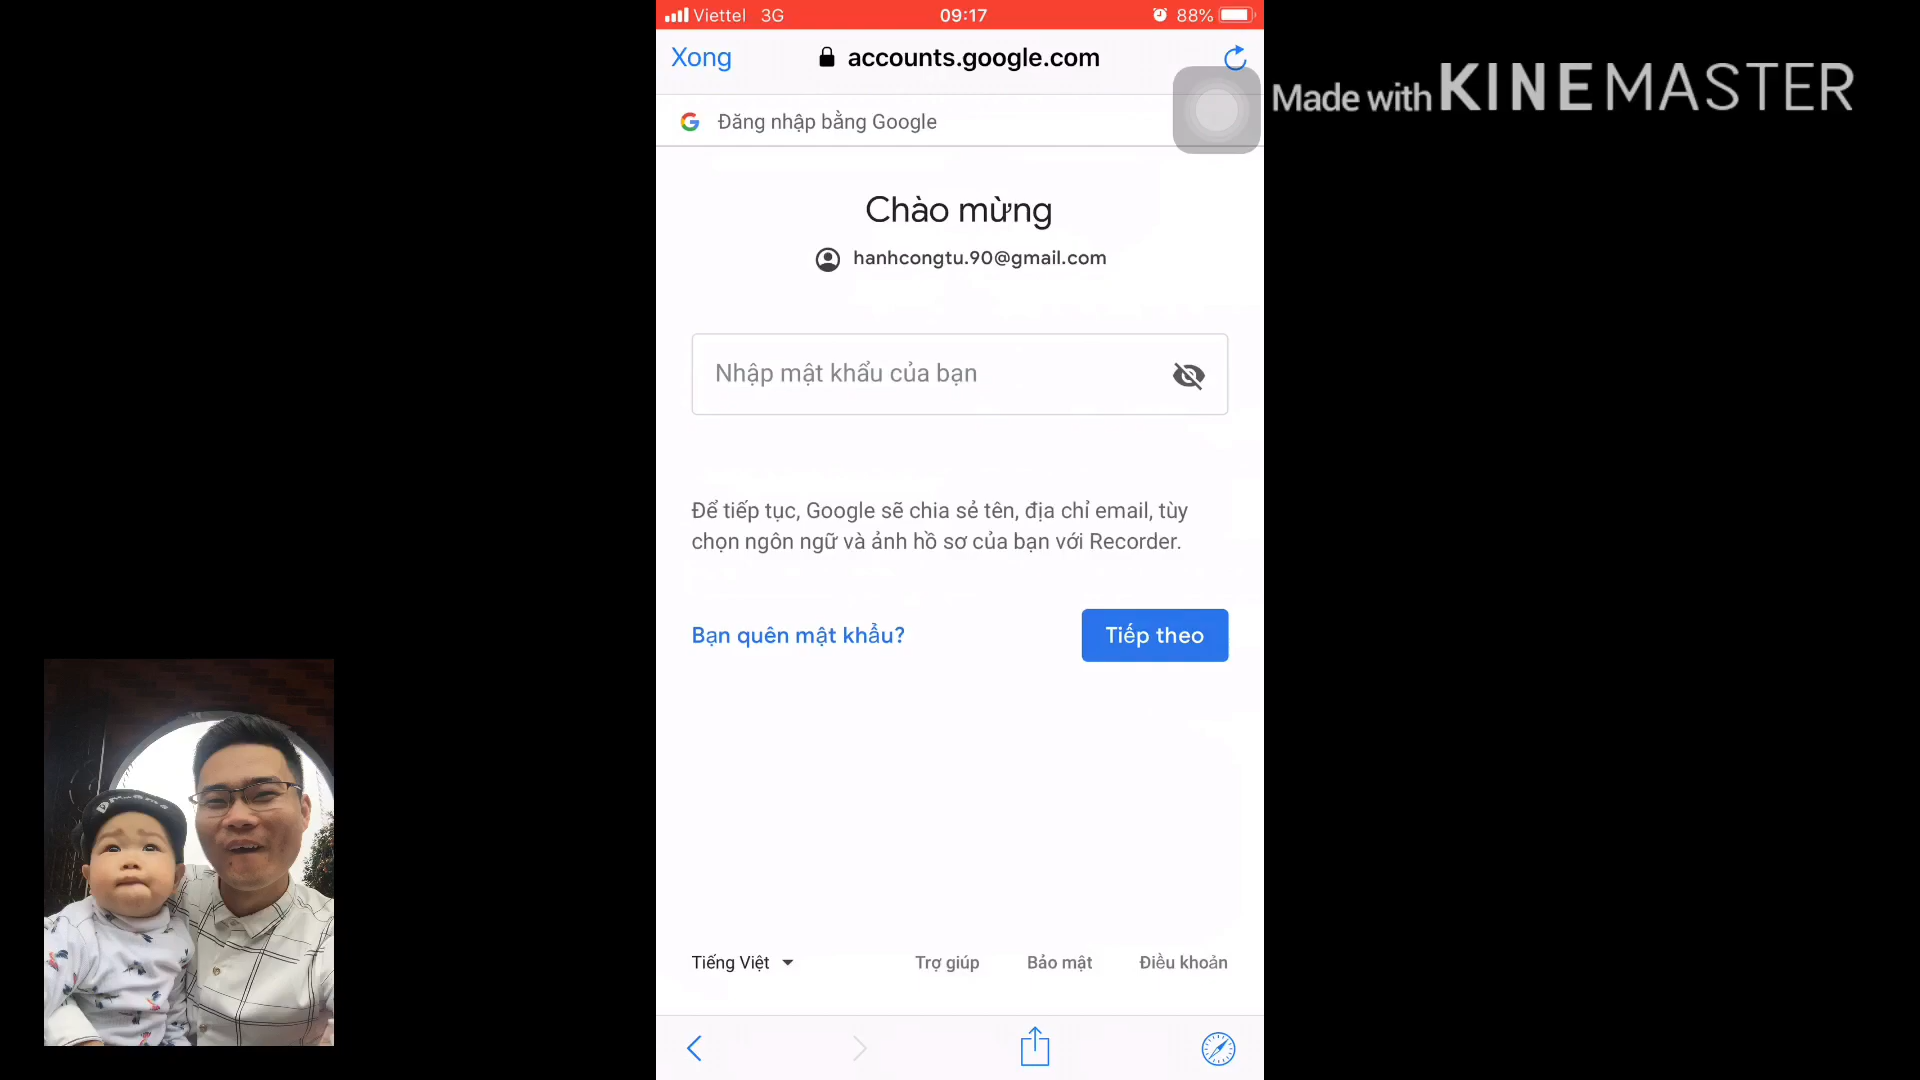 Viettel 3G 09:17 88%
Xong accounts.google.com
Made with KINEMASTER
Đăng nhập bằng Google
Chào mừng
hanhcongtu.90@gmail.com
Nhập mật khẩu của bạn
Để tiếp tục, Google sẽ chia sẻ tên, địa chỉ email, tùy
chọn ngôn ngữ và ảnh hồ sơ của bạn với Recorder.
Bạn quên mật khẩu? Tiếp theo
Tiếng Việt Trợ giúp Bảo mật Điều khoản